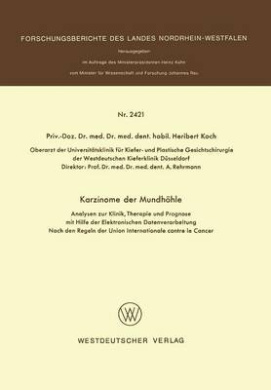 FORSCHUNGSBERICHTE DES LANDES NORDRHEIN-WESTFALEN
Herausgegeben
im Auftrage des Ministerpräsidenten Heinz Kühn
vom Minister für Wissenschaft und Forschung Johannes Rau
Nr. 2421
Priv.-Doz. Dr. med. Dr. med. dent. habil. Heribert Koch
Oberarzt der Universitätsklinik für Kiefer- und Plastische Gesichtschirurgie
der Westdeutschen Kieferklinik Düsseldorf
Direktor: Prof. Dr. med. Dr. med. dent. A. Rehrmann
Karzinome der Mundhöhle
Analysen zur Klinik, Therapie und Prognose
mit Hilfe der Elektronischen Datenverarbeitung
Nach den Regeln der Union Internationale contre le Cancer
WESTDEUTSCHER VERLAG